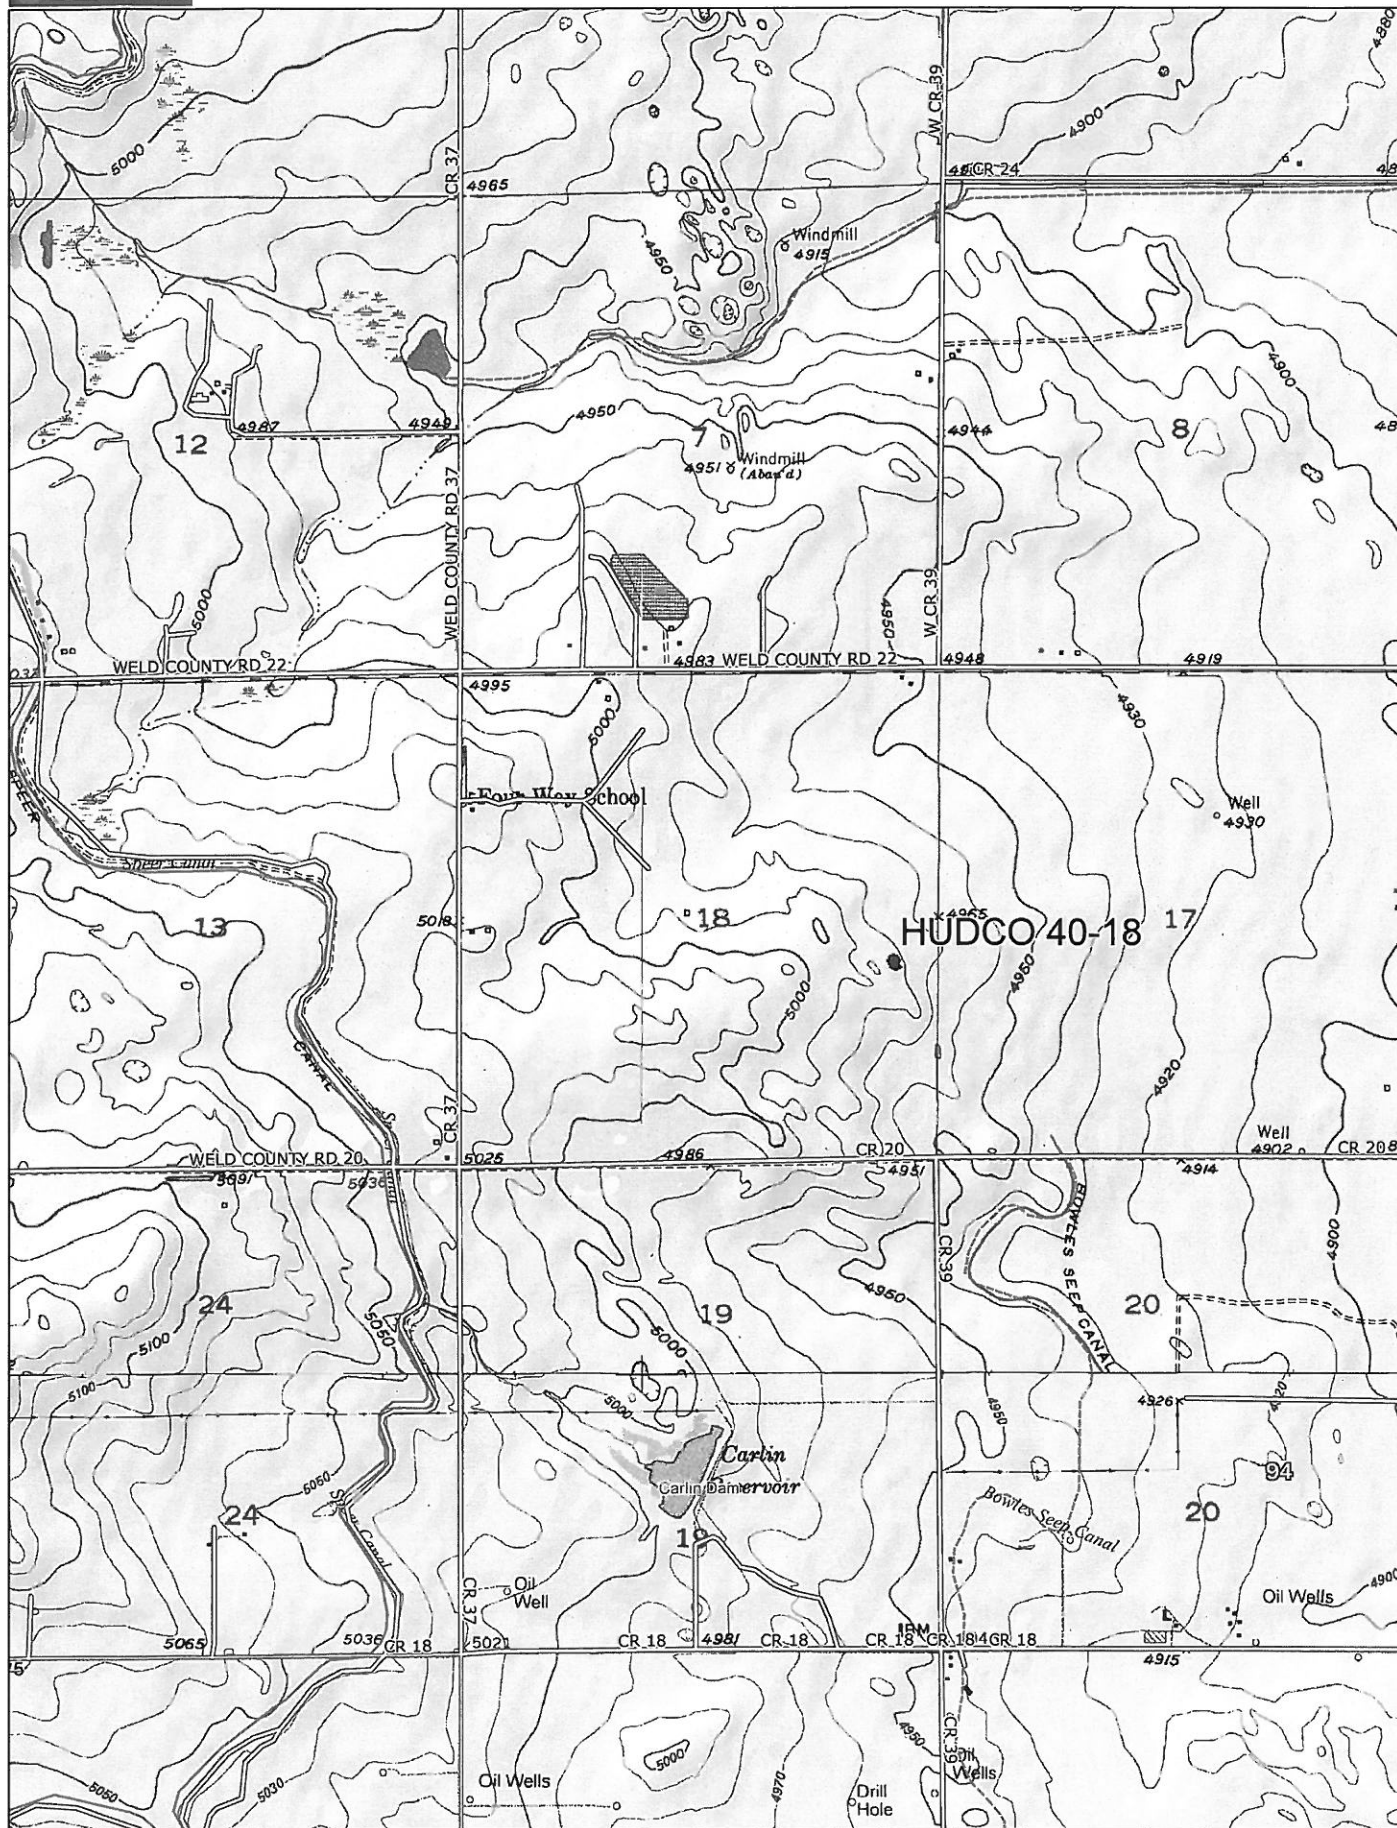 4880
W CR 39
4900
5000
CR 37
CR 24
4965
Windmill
4915
4950
4900
4950
4987
4949
12
7
4944
8
4951
Windmill
(Aban'd)
WELD COUNTY RD 37
5000
4950
W CR 39
WELD COUNTY RD 22
4983
WELD COUNTY RD 22
4948
4919
4995
5000
4930
Four Way School
Well
4930
SPEER
Speer Canal
13
5018
18
4955
HUDCO 40-18
17
4950
5000
CANAL
4920
CR 37
Well
4902
WELD COUNTY RD 20
5025
4986
CR 20
4951
4914
CR 20
5091
5036
BOWLES SEEP CANAL
CR 39
4900
4950
24
19
20
5050
5000
5100
5100
5000
4950
4926
4920
Carlin
Carlin Dam
ervoir
94
5050
24
Speer Canal
19
Bowles Seep Canal
20
Oil
Well
CR 37
Oil Wells
4900
5065
5036
CR 18
5021
CR 18
4981
CR 18
CR 18
CR 18
CR 18
4915
4950
CR 39
5000
5050
5030
Oil Wells
4970
Drill
Hole
Oil
Wells